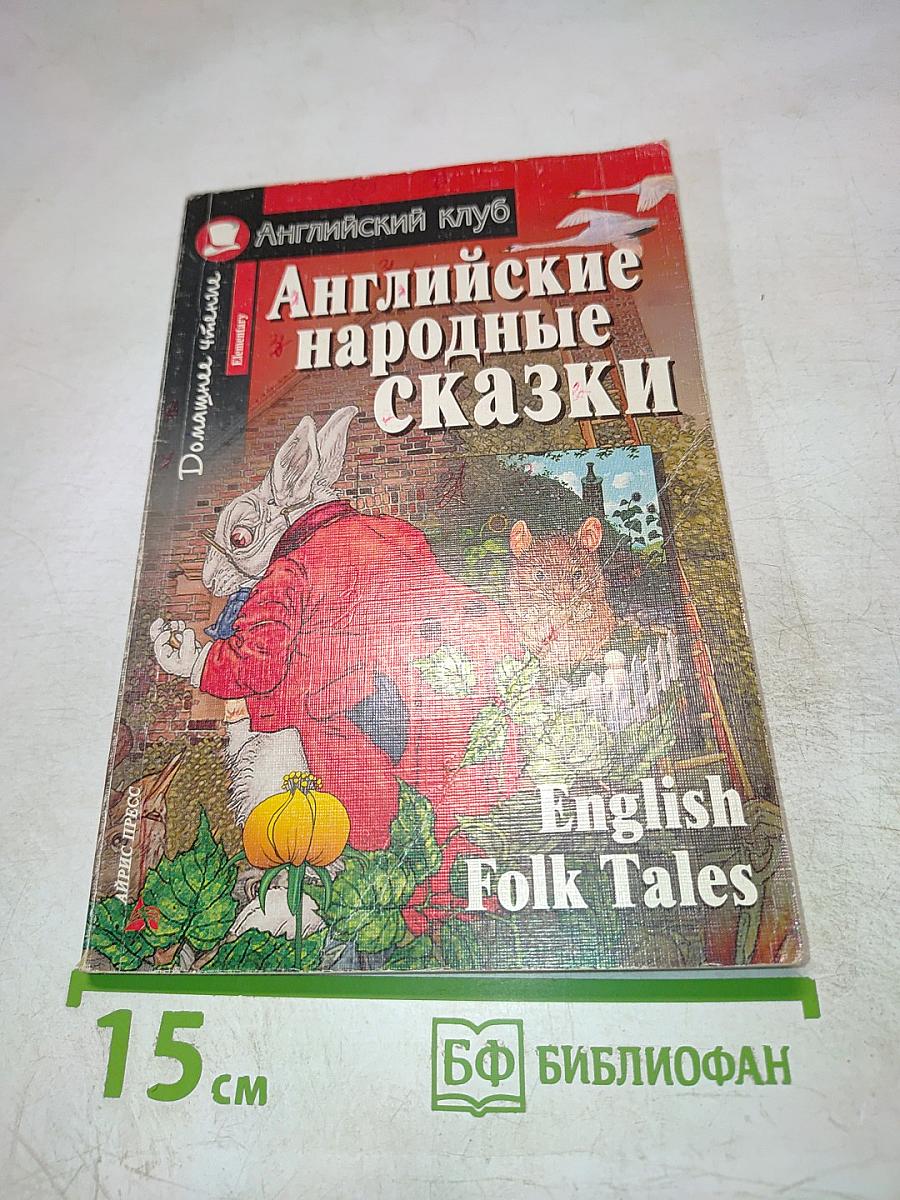 Английский клуб
Домашнее чтение
Elementary
Английские
народные
сказки
English
Folk Tales
АЙРИС ПРЕСС
15 см
БФ БИБЛИОФАН